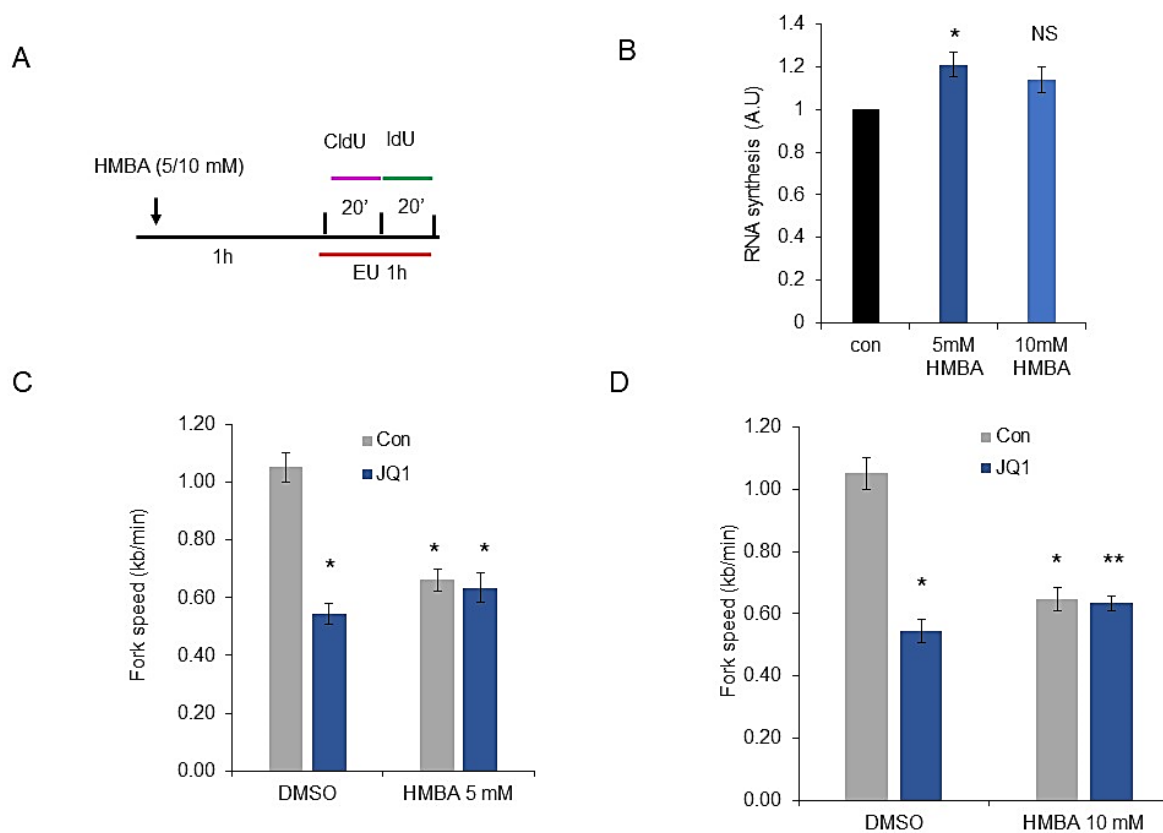 A
HMBA (5/10 mM)
CldU
IdU
20’
20’
1h
EU 1h
B
RNA synthesis (A.U)
1.4
1.2
1
0.8
0.6
0.4
0.2
0
*
NS
con
5mM
HMBA
10mM
HMBA
C
Fork speed (kb/min)
1.20
1.00
0.80
0.60
0.40
0.20
0.00
Con
JQ1
*
*
*
DMSO
HMBA 5 mM
D
Fork speed (kb/min)
1.20
1.00
0.80
0.60
0.40
0.20
0.00
Con
JQ1
*
*
**
DMSO
HMBA 10 mM